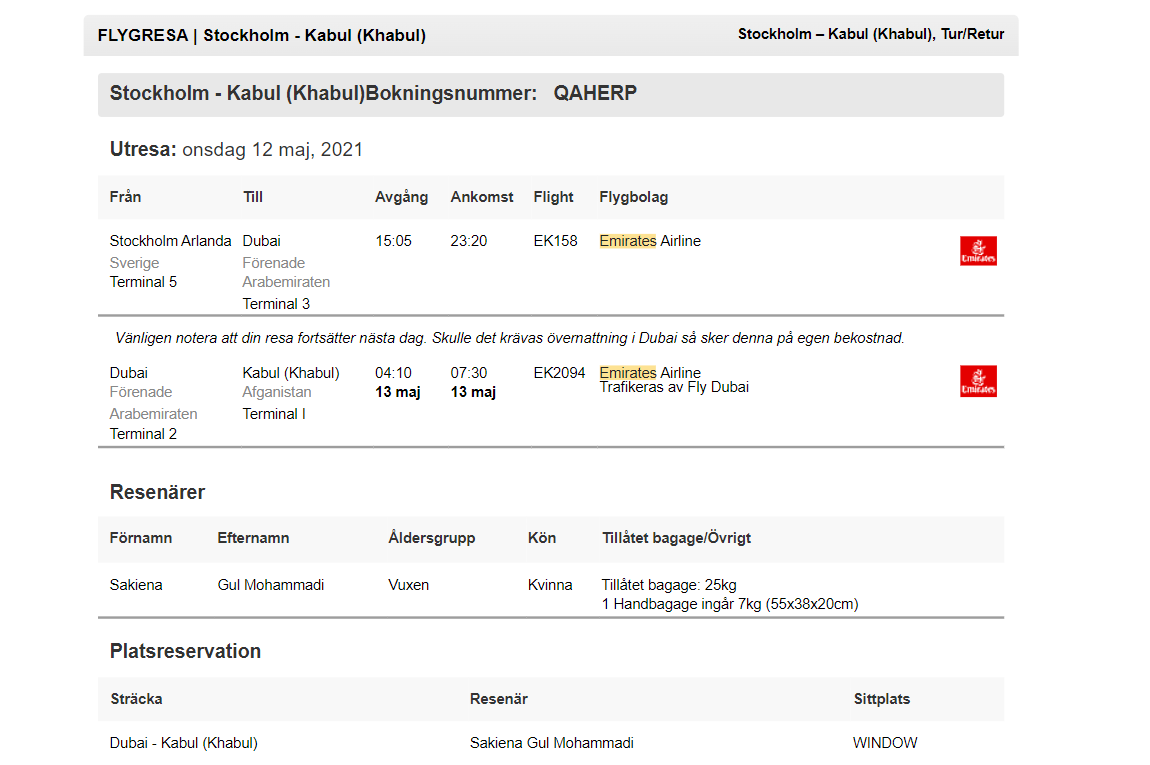 FLYGRESA | Stockholm - Kabul (Khabul)
Stockholm – Kabul (Khabul), Tur/Retur
Stockholm - Kabul (Khabul)Bokningsnummer: QAHERP
Utresa: onsdag 12 maj, 2021
Från Till Avgång Ankomst Flight Flygbolag
Stockholm Arlanda Dubai 15:05 23:20 EK158 Emirates Airline
Emirates
Sverige Förenade
Terminal 5 Arabemiraten
Terminal 3
Vänligen notera att din resa fortsätter nästa dag. Skulle det krävas övernattning i Dubai så sker denna på egen bekostnad.
Dubai Kabul (Khabul) 04:10 07:30 EK2094 Emirates Airline
Förenade Afganistan 13 maj 13 maj Trafikeras av Fly Dubai
Emirates
Arabemiraten Terminal I
Terminal 2
Resenärer
Förnamn Efternamn Åldersgrupp Kön Tillåtet bagage/Övrigt
Sakiena Gul Mohammadi Vuxen Kvinna Tillåtet bagage: 25kg
1 Handbagage ingår 7kg (55x38x20cm)
Platsreservation
Sträcka Resenär Sittplats
Dubai - Kabul (Khabul) Sakiena Gul Mohammadi WINDOW